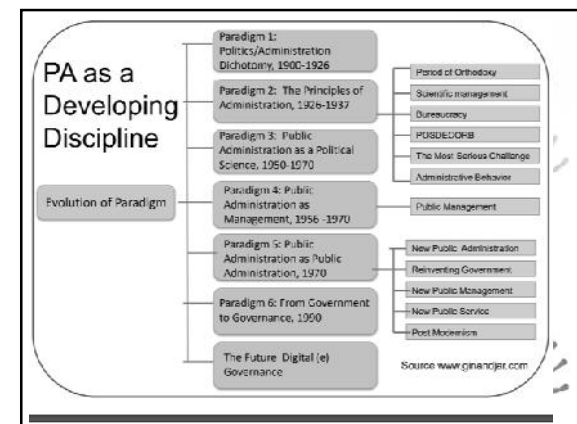 PA as a
Developing
Discipline
Evolution of Paradigm
Paradigm 1:
Politics/Administration
Dichotomy, 1900-1926
Paradigm 2: The Principles of
Administration, 1926-1937
Paradigm 3: Public
Administration as a Political
Science, 1950-1970
Paradigm 4: Public
Administration as
Management, 1956 -1970
Paradigm 5: Public
Administration as Public
Administration, 1970
Paradigm 6: From Government
to Governance, 1990
The Future Digital (e)
Governance
Period of Orthodoxy
Scientific management
Bureaucracy
POSDECORB
The Most Serious Challenge
Administrative Behavior
Public Management
New Public Administration
Reinventing Government
New Public Management
New Public Service
Post Modernism
Source www.ginandjar.com